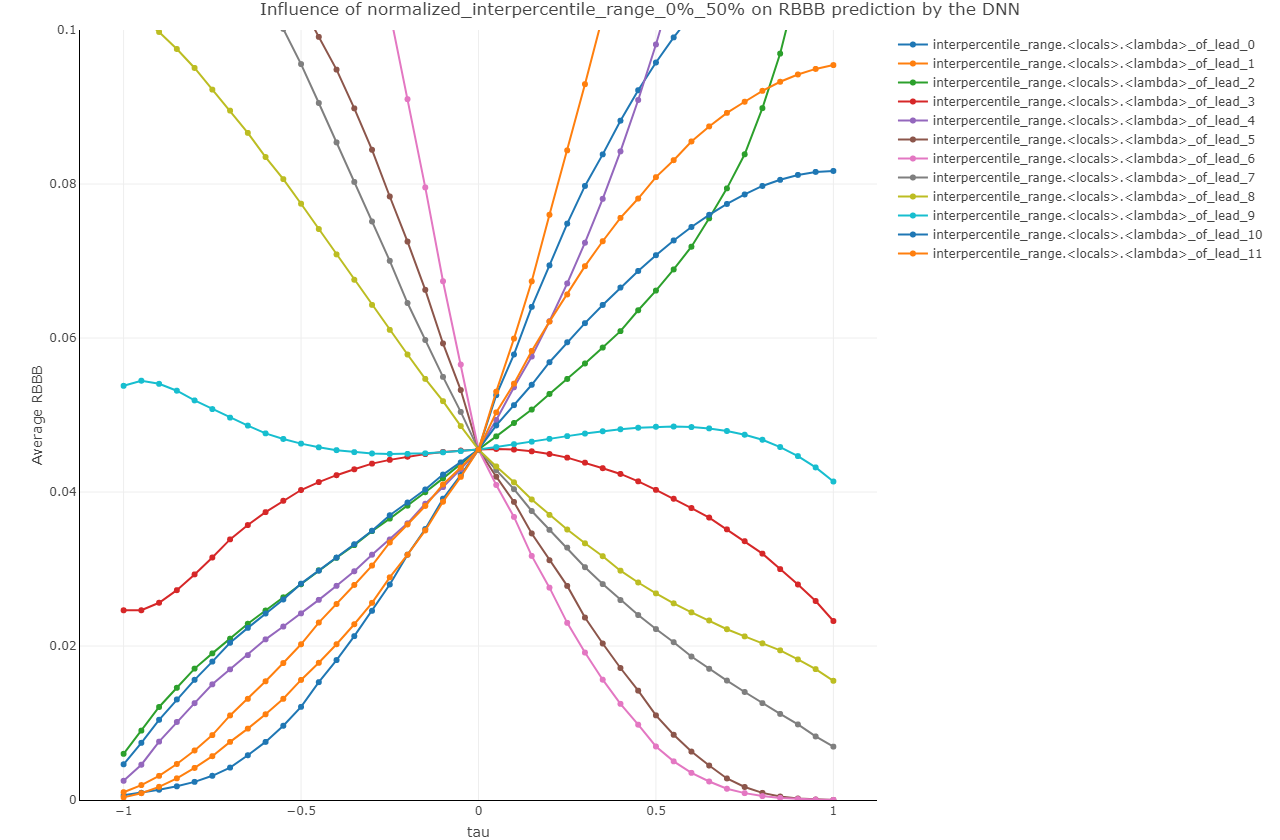 Influence of normalized_interpercentile_range_0%_50% on RBBB prediction by the DNN
0.1
0.08
0.06
0.04
0.02
0
Average RBBB
−1
−0.5
0
0.5
1
tau
interpercentile_range.<locals>.<lambda>_of_lead_0
interpercentile_range.<locals>.<lambda>_of_lead_1
interpercentile_range.<locals>.<lambda>_of_lead_2
interpercentile_range.<locals>.<lambda>_of_lead_3
interpercentile_range.<locals>.<lambda>_of_lead_4
interpercentile_range.<locals>.<lambda>_of_lead_5
interpercentile_range.<locals>.<lambda>_of_lead_6
interpercentile_range.<locals>.<lambda>_of_lead_7
interpercentile_range.<locals>.<lambda>_of_lead_8
interpercentile_range.<locals>.<lambda>_of_lead_9
interpercentile_range.<locals>.<lambda>_of_lead_10
interpercentile_range.<locals>.<lambda>_of_lead_11